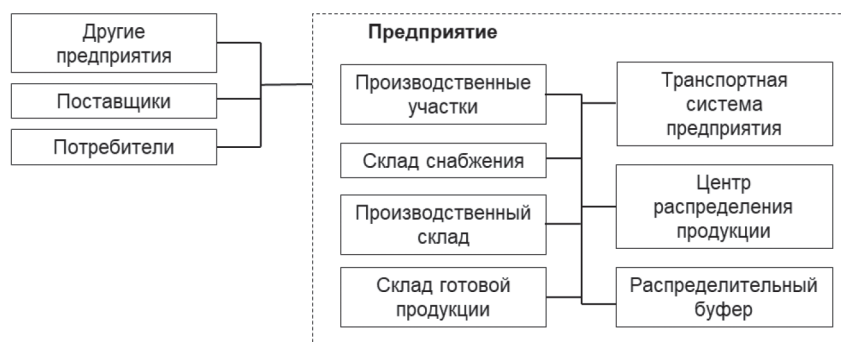 Другие
предприятия
Поставщики
Потребители
Предприятие
Производственные
участки
Склад снабжения
Производственный
склад
Склад готовой
продукции
Транспортная
система
предприятия
Центр
распределения
продукции
Распределительный
буфер